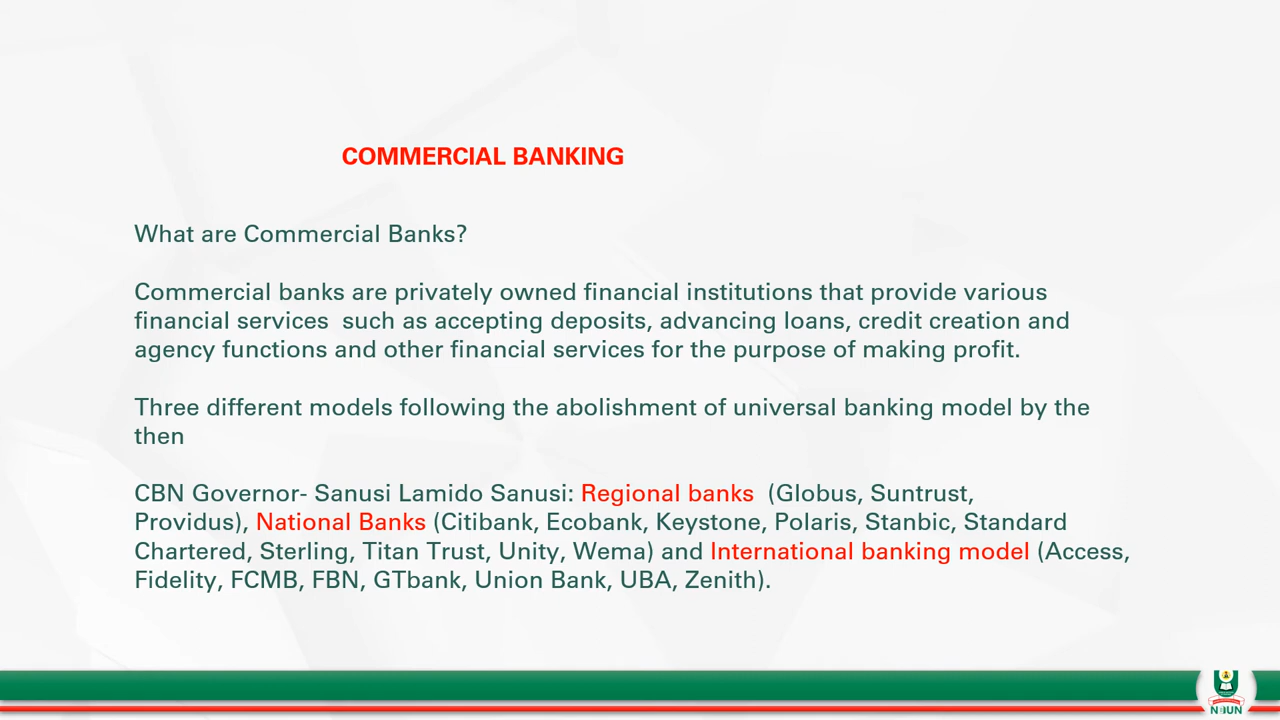 COMMERCIAL BANKING
What are Commercial Banks?
Commercial banks are privately owned financial institutions that provide various
financial services  such as accepting deposits, advancing loans, credit creation and
agency functions and other financial services for the purpose of making profit.
Three different models following the abolishment of universal banking model by the
then
CBN Governor- Sanusi Lamido Sanusi: Regional banks  (Globus, Suntrust,
Providus), National Banks (Citibank, Ecobank, Keystone, Polaris, Stanbic, Standard
Chartered, Sterling, Titan Trust, Unity, Wema) and International banking model (Access,
Fidelity, FCMB, FBN, GTbank, Union Bank, UBA, Zenith).